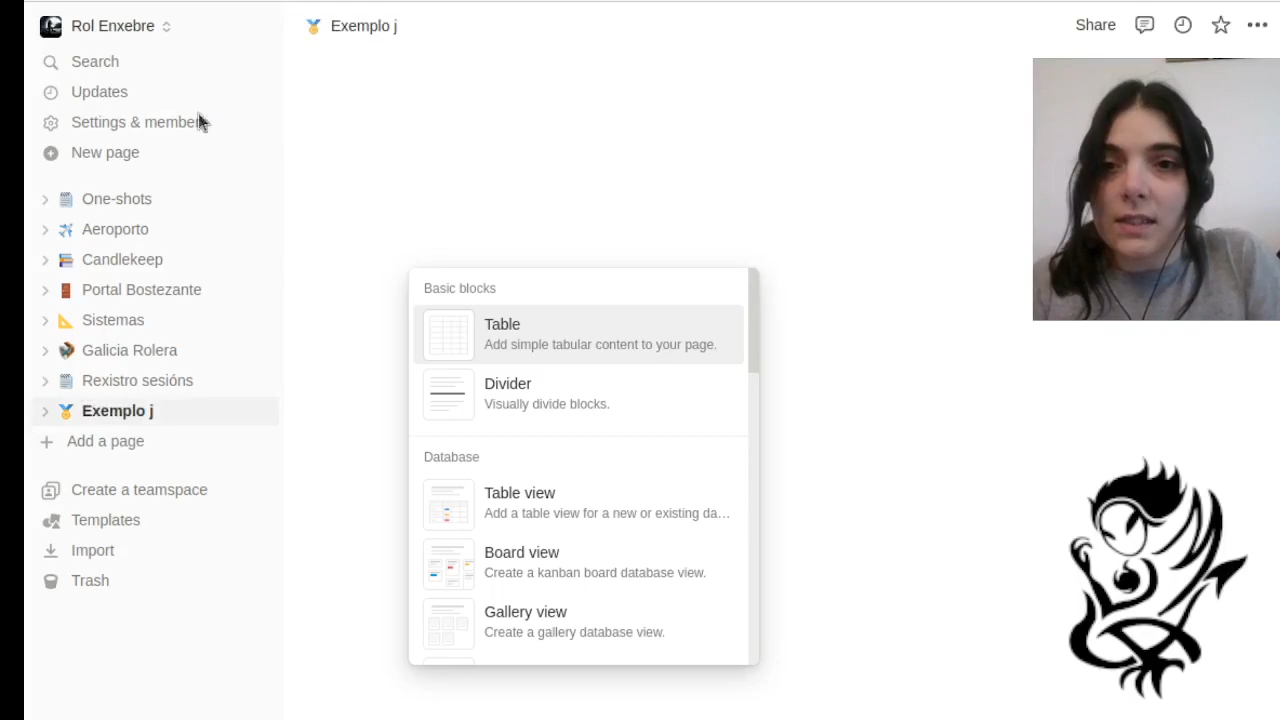 Rol Enxebre
Exemplo j
Share
Search
Updates
Settings & member
New page
One-shots
Aeroporto
Candlekeep
Portal Bostezante
Sistemas
Galicia Rolera
Rexistro sesións
Exemplo j
Add a page
Create a teamspace
Templates
Import
Trash
Basic blocks
Table
Add simple tabular content to your page.
Divider
Visually divide blocks.
Database
Table view
Add a table view for a new or existing da…
Board view
Create a kanban board database view.
Gallery view
Create a gallery database view.